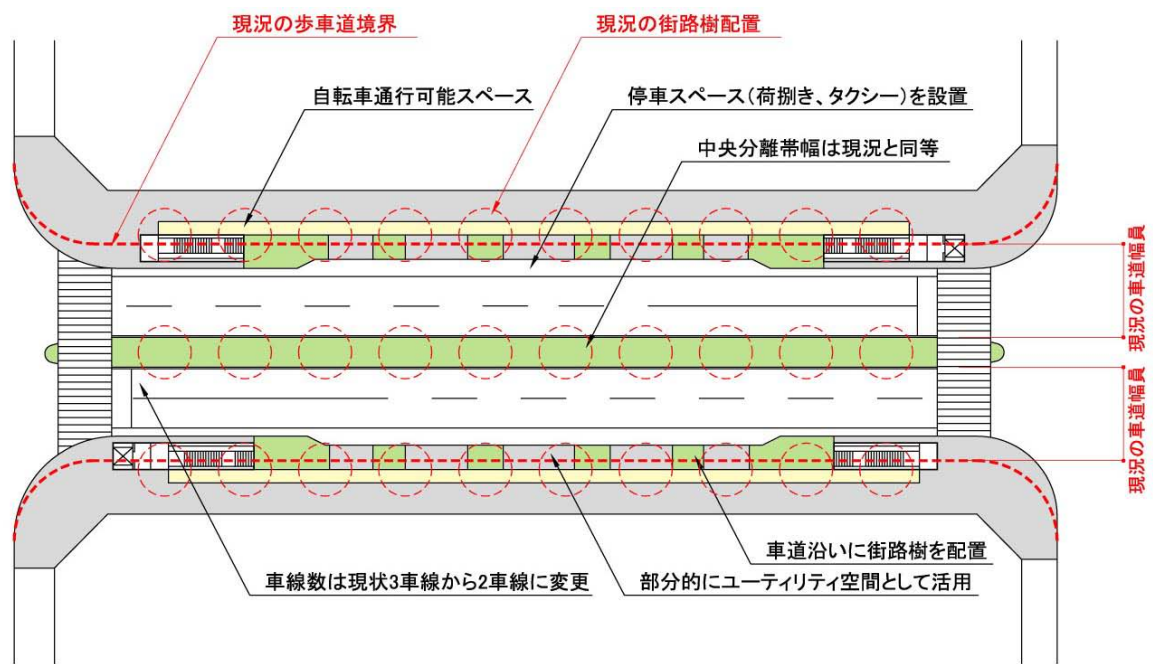 現況の歩車道境界
現況の街路樹配置
自転車通行可能スペース
停車スペース(荷捌き、タクシー)を設置
中央分離帯幅は現況と同等
現況の車道幅員
現況の車道幅員
車道沿いに街路樹を配置
車線数は現状3車線から2車線に変更
部分的にユーティリティ空間として活用